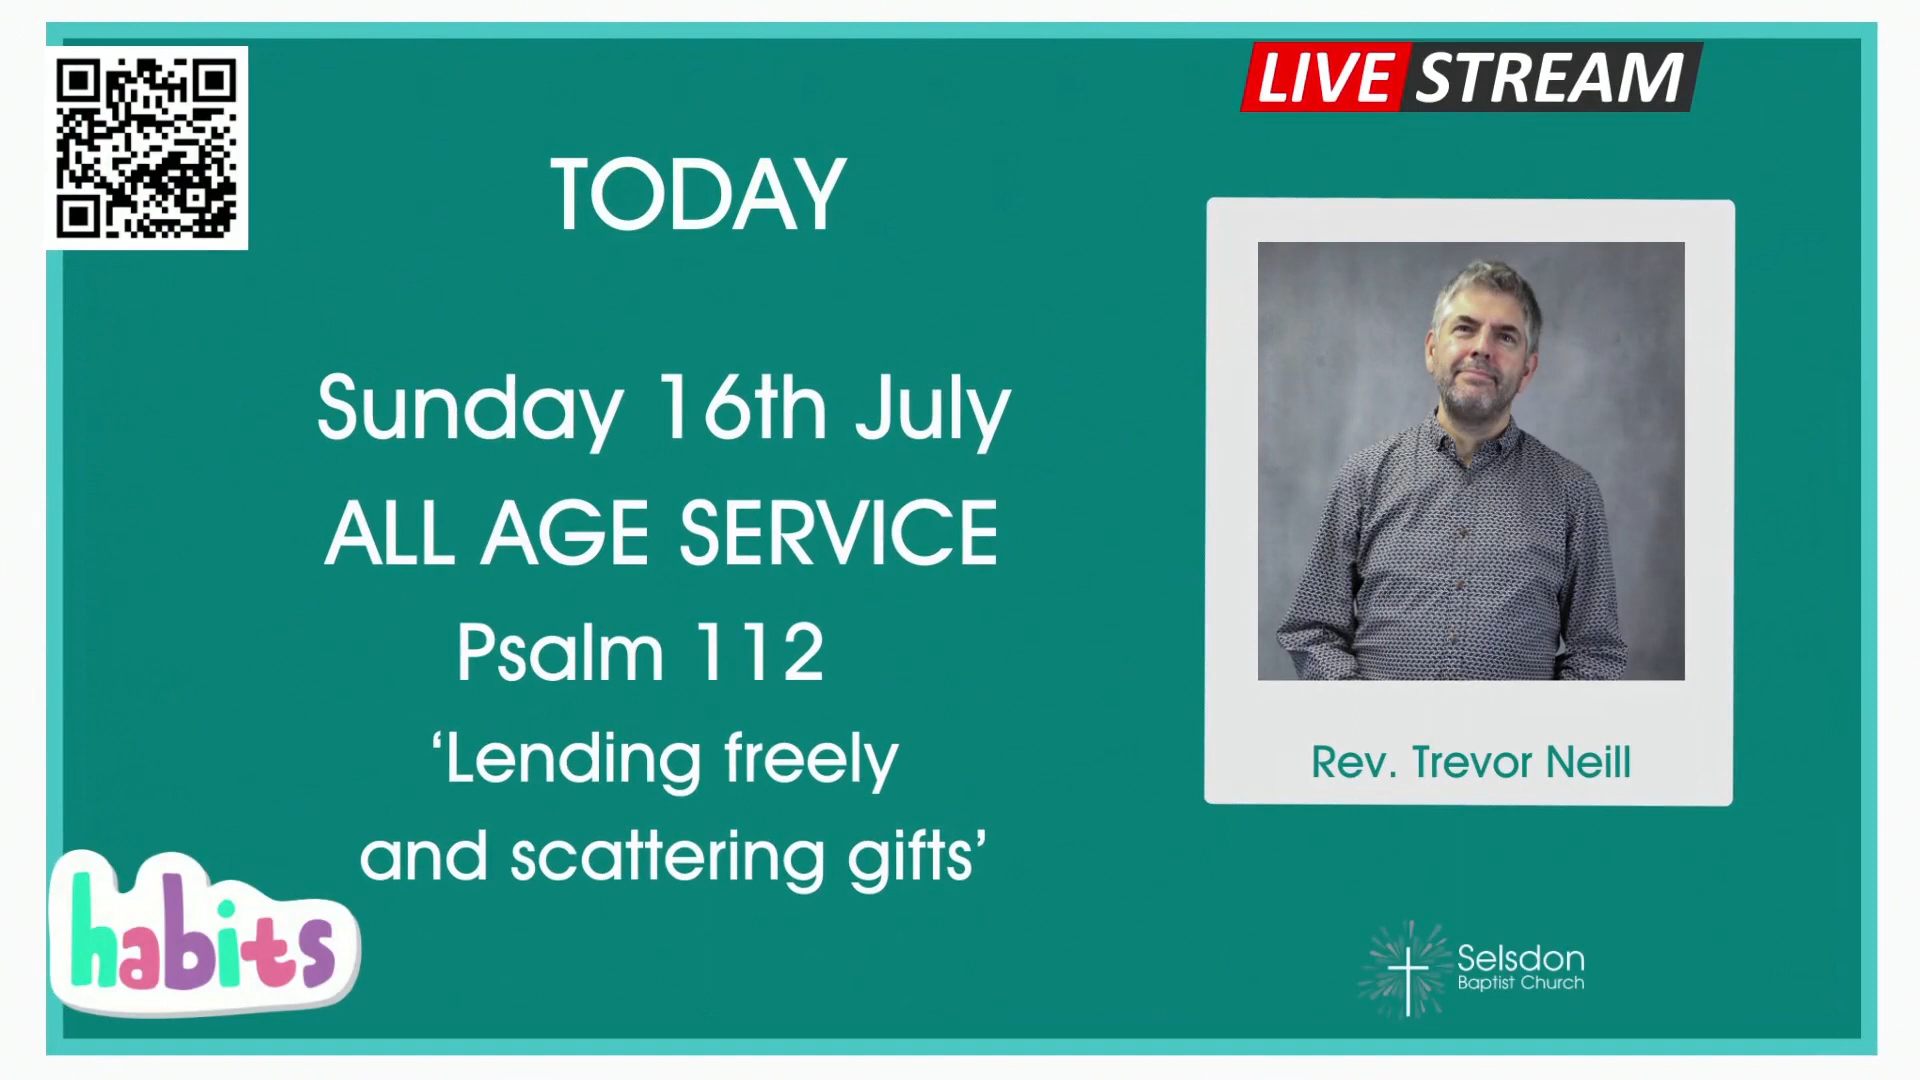 LIVE STREAM
TODAY
Sunday 16th July
ALL AGE SERVICE
Psalm 112
‘Lending freely
and scattering gifts’
Rev. Trevor Neill
habits
Selsdon
Baptist Church